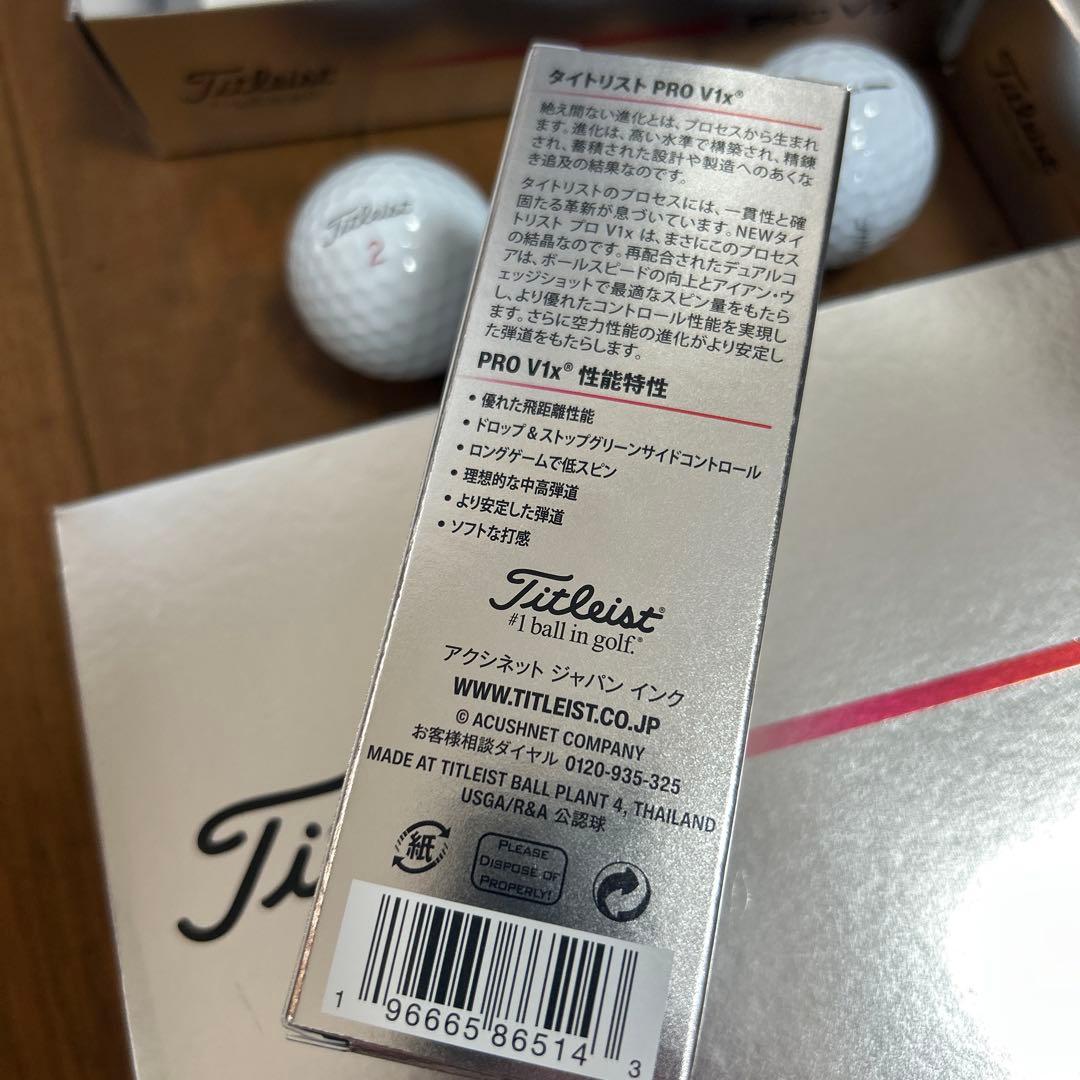 PRO V1x
Titleist
Titleist
Titleist
2
タイトリスト PRO V1x®
絶え間ない進化とは、プロセスから生まれ
ます。進化は、高い水準で構築され、精錬
され、蓄積された設計や製造へのあくな
き追及の結果なのです。
タイトリストのプロセスには、一貫性と確
固たる革新が息づいています。NEWタイ
トリスト プロ V1x は、まさにこのプロセス
の結晶なのです。再配合されたデュアルコ
アは、ボールスピードの向上とアイアン・ウ
ェッジショットで最適なスピン量をもたら
し、より優れたコントロール性能を実現し
ます。さらに空力性能の進化がより安定し
た弾道をもたらします。
PRO V1x® 性能特性
• 優れた飛距離性能
• ドロップ＆ストップグリーンサイドコントロール
• ロングゲームで低スピン
• 理想的な中高弾道
• より安定した弾道
• ソフトな打感
Titleist®
#1 ball in golf.®
アクシネット ジャパン インク
WWW.TITLEIST.CO.JP
© ACUSHNET COMPANY
お客様相談ダイヤル 0120-935-325
MADE AT TITLEIST BALL PLANT 4, THAILAND
USGA/R&A 公認球
紙
PLEASE
DISPOSE OF
PROPERLY!
1 96665 86514 3
Ti